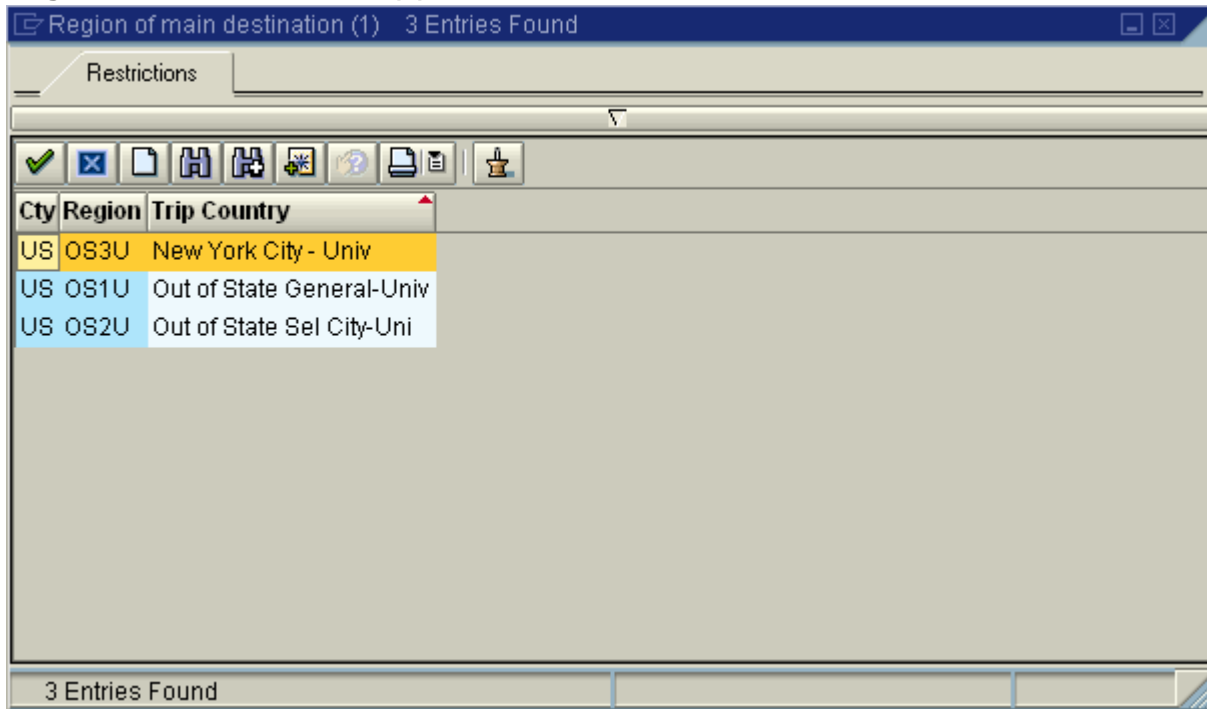 Region of main destination (1) 3 Entries Found
Restrictions
Cty Region Trip Country
US OS3U New York City - Univ
US OS1U Out of State General-Univ
US OS2U Out of State Sel City-Uni
3 Entries Found